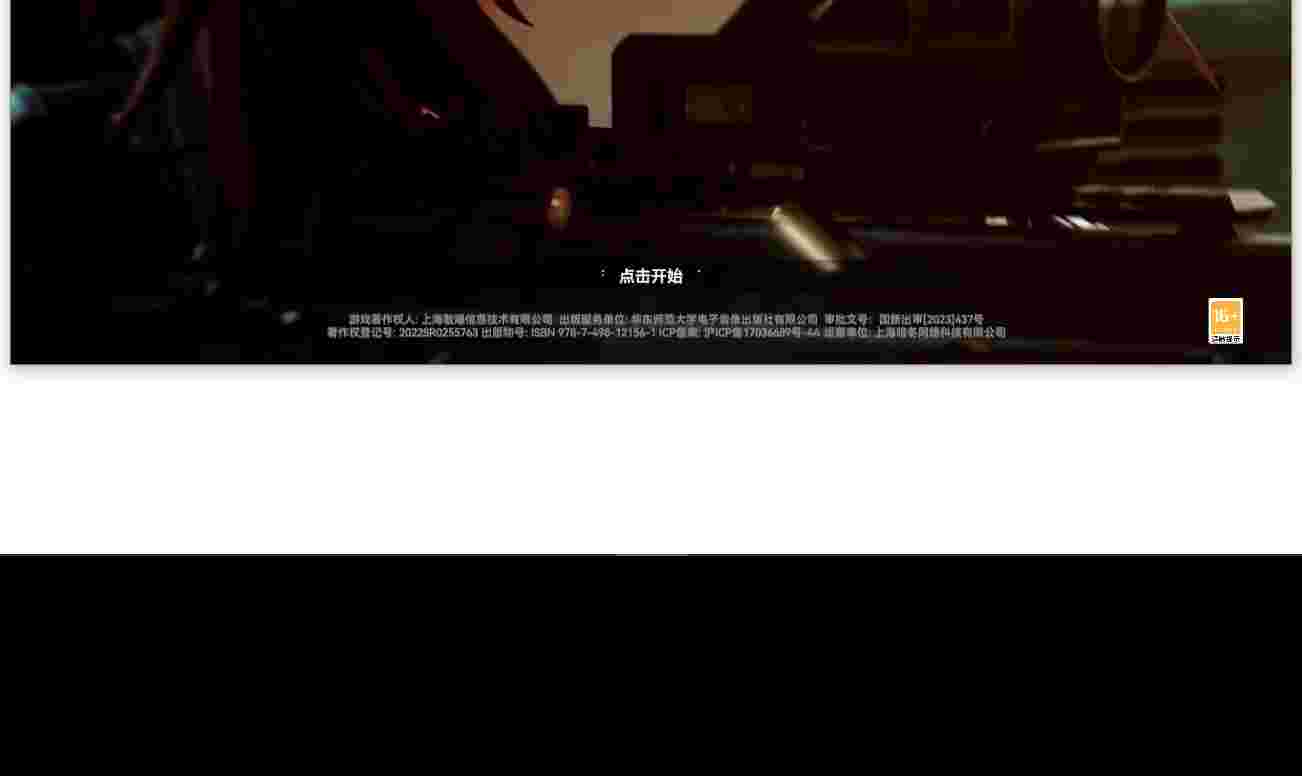 点击开始
游戏著作权人: 上海散爆信息技术有限公司 出版服务单位: 华东师范大学电子音像出版社有限公司 审批文号: 国新出审[2023]437号
著作权登记号: 2022SR0255763 出版物号: ISBN 978-7-498-12156-1 ICP备案: 沪ICP备17036689号-4A 运营单位: 上海暗冬网络科技有限公司
16+
适龄提示